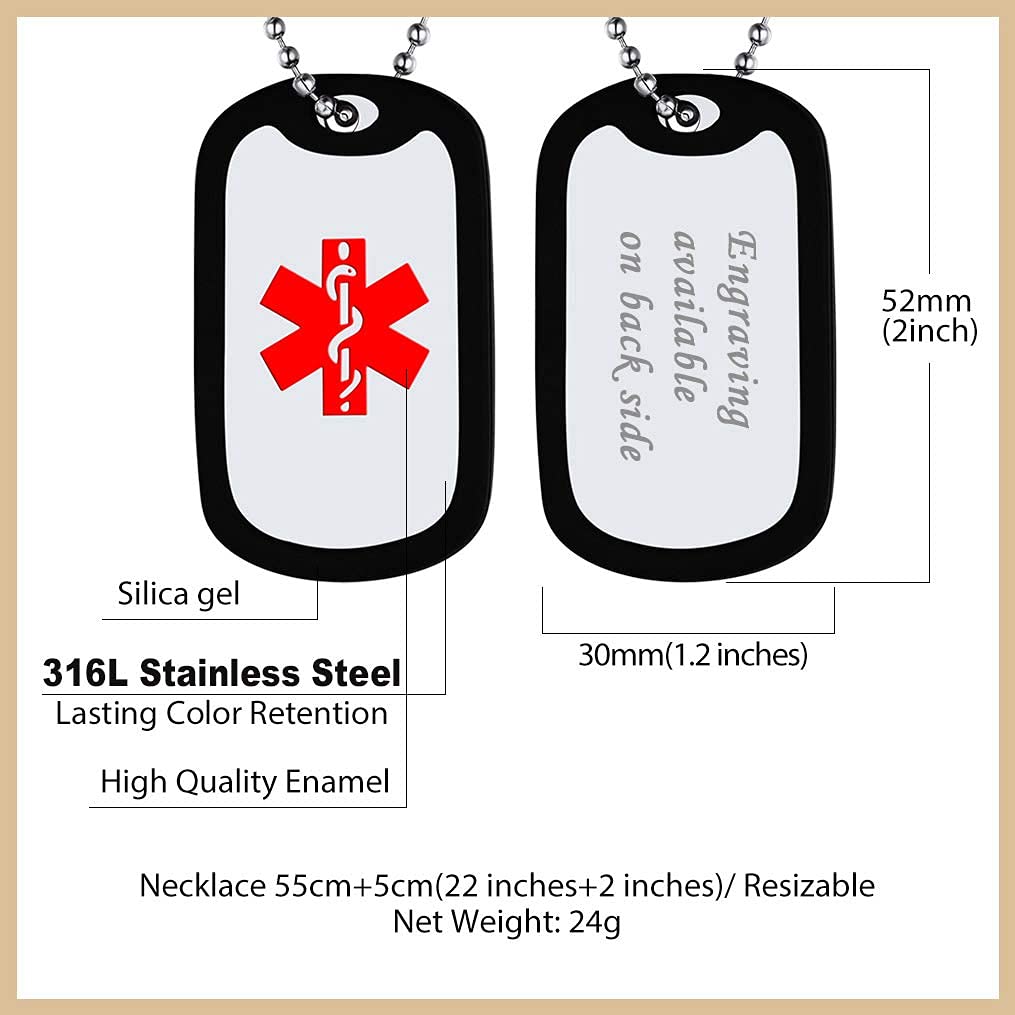 Engraving
available
on back side
52mm
(2inch)
30mm(1.2 inches)
Silica gel
316L Stainless Steel
Lasting Color Retention
High Quality Enamel
Necklace 55cm+5cm(22 inches+2 inches)/ Resizable
Net Weight: 24g